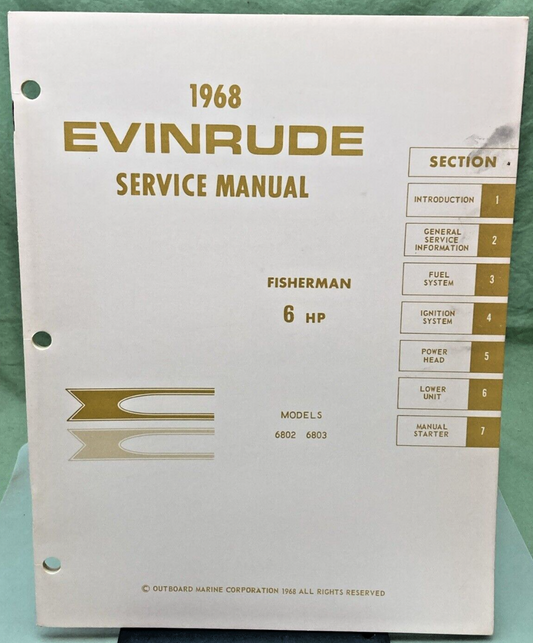 1968
EVINRUDE
SERVICE MANUAL
FISHERMAN
6 HP
MODELS
6802 6803
SECTION
INTRODUCTION 1
GENERAL
SERVICE 2
INFORMATION
FUEL
SYSTEM 3
IGNITION
SYSTEM 4
POWER
HEAD 5
LOWER
UNIT 6
MANUAL
STARTER 7
© OUTBOARD MARINE CORPORATION 1968 ALL RIGHTS RESERVED